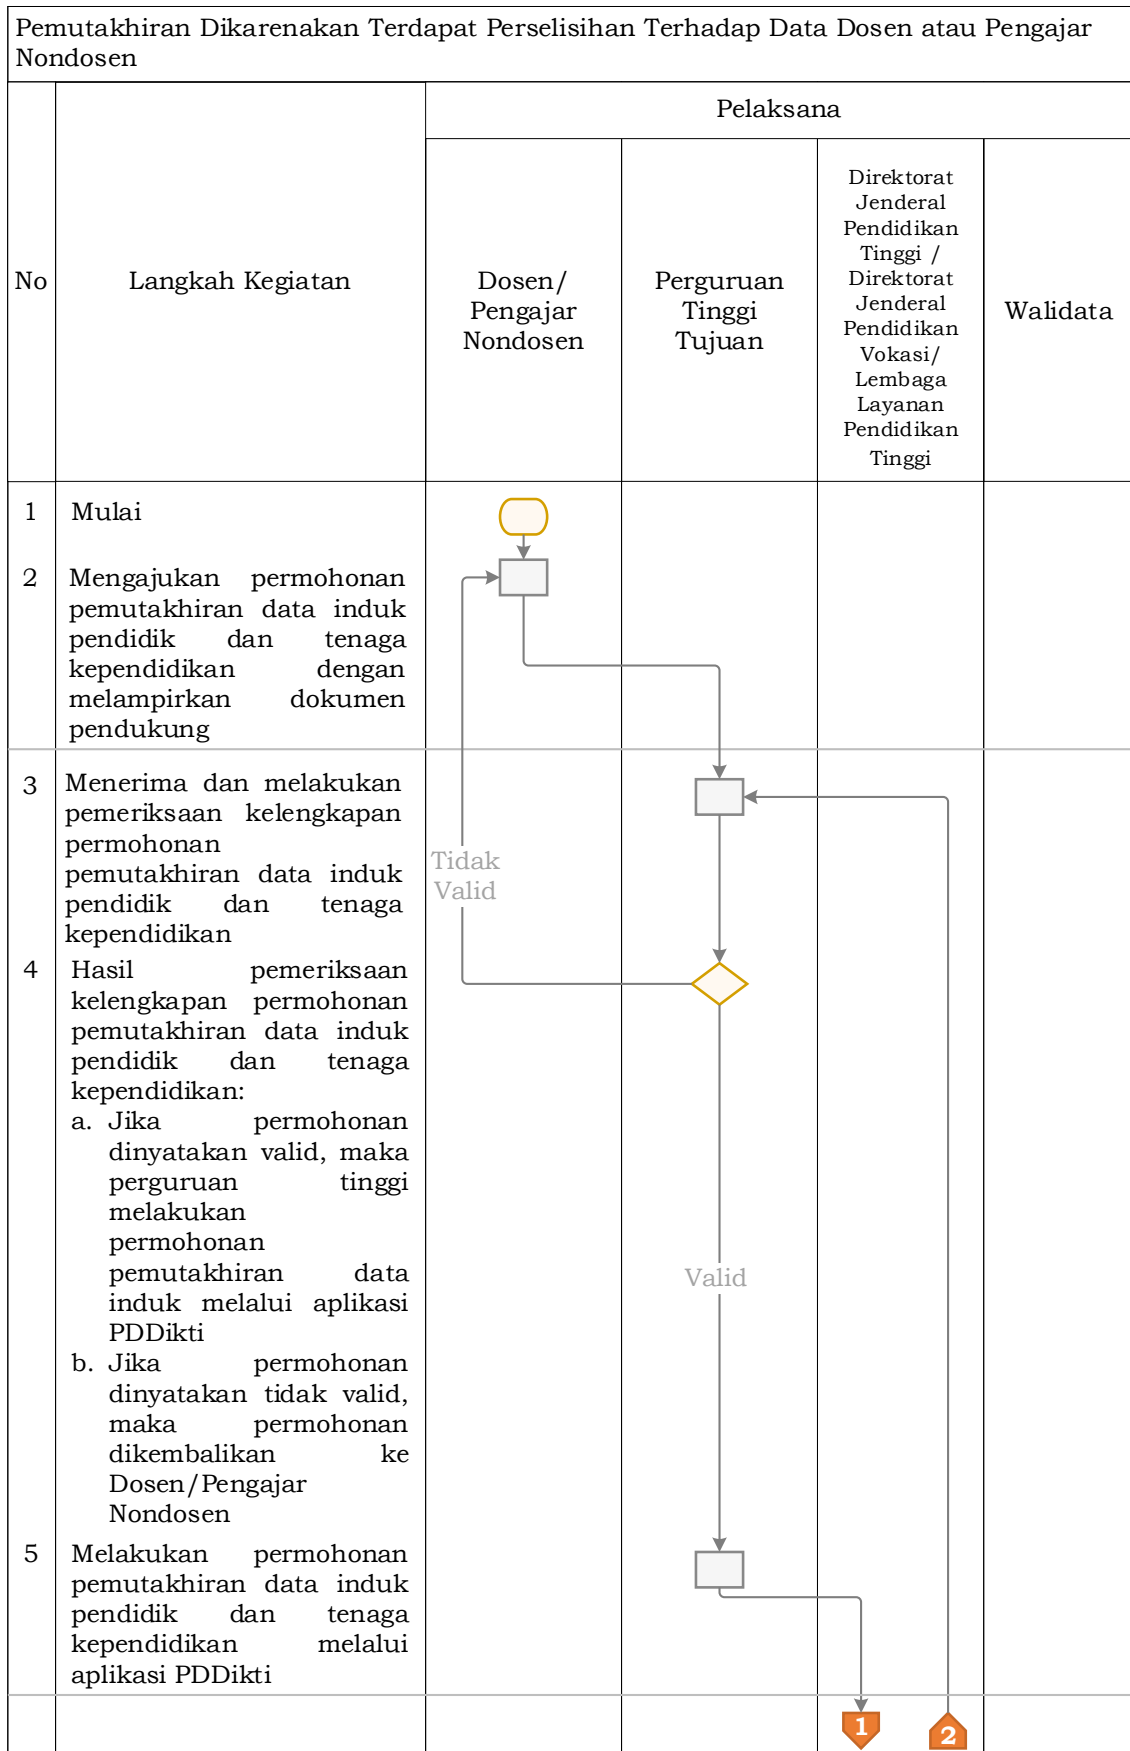 Pemutakhiran Dikarenakan Terdapat Perselisihan Terhadap Data Dosen atau Pengajar
Nondosen
No
Langkah Kegiatan
Pelaksana
Dosen/
Pengajar
Nondosen
Perguruan
Tinggi
Tujuan
Direktorat
Jenderal
Pendidikan
Tinggi /
Direktorat
Jenderal
Pendidikan
Vokasi/
Lembaga
Layanan
Pendidikan
Tinggi
Walidata
1 Mulai
2 Mengajukan permohonan
pemutakhiran data induk
pendidik dan tenaga
kependidikan dengan
melampirkan dokumen
pendukung
3 Menerima dan melakukan
pemeriksaan kelengkapan
permohonan
pemutakhiran data induk
pendidik dan tenaga
kependidikan
Tidak
Valid
4 Hasil pemeriksaan
kelengkapan permohonan
pemutakhiran data induk
pendidik dan tenaga
kependidikan:
a. Jika permohonan
dinyatakan valid, maka
perguruan tinggi
melakukan
permohonan
pemutakhiran data
induk melalui aplikasi
PDDikti
b. Jika permohonan
dinyatakan tidak valid,
maka permohonan
dikembalikan ke
Dosen/Pengajar
Nondosen
Valid
5 Melakukan permohonan
pemutakhiran data induk
pendidik dan tenaga
kependidikan melalui
aplikasi PDDikti
1
2